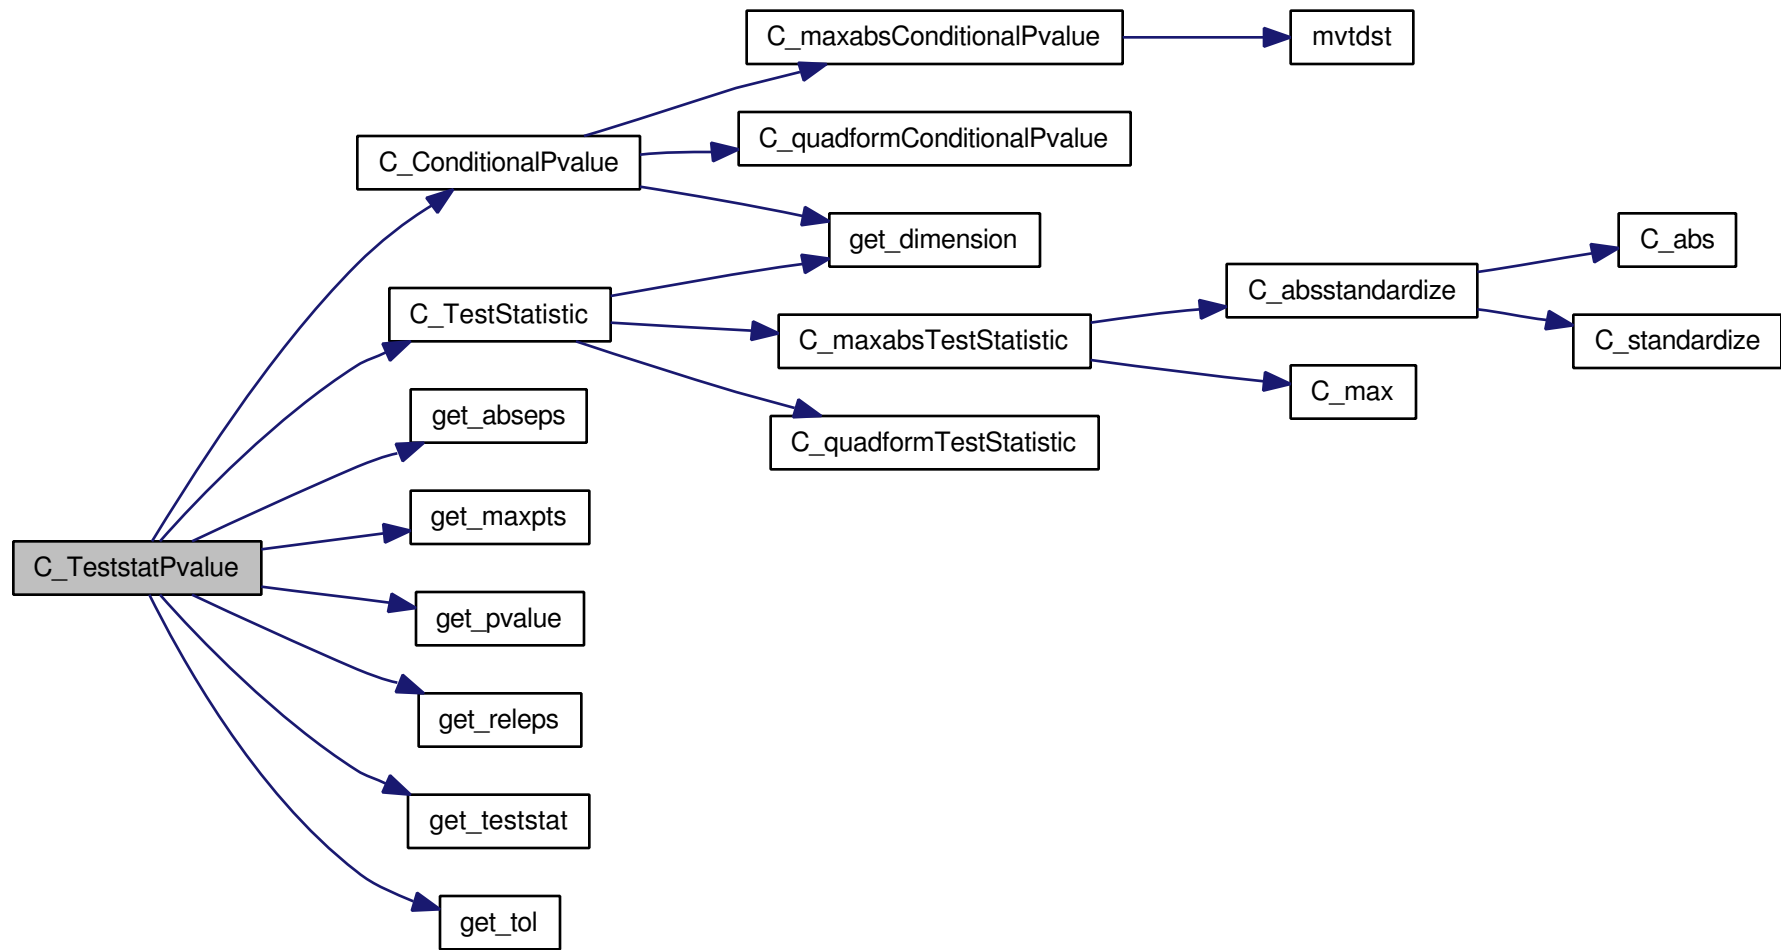 C_maxabsConditionalPvalue
mvtdst
C_quadformConditionalPvalue
C_ConditionalPvalue
get_dimension
C_abs
C_absstandardize
C_TestStatistic
C_maxabsTestStatistic
C_standardize
C_max
get_abseps
C_quadformTestStatistic
get_maxpts
C_TeststatPvalue
get_pvalue
get_releps
get_teststat
get_tol